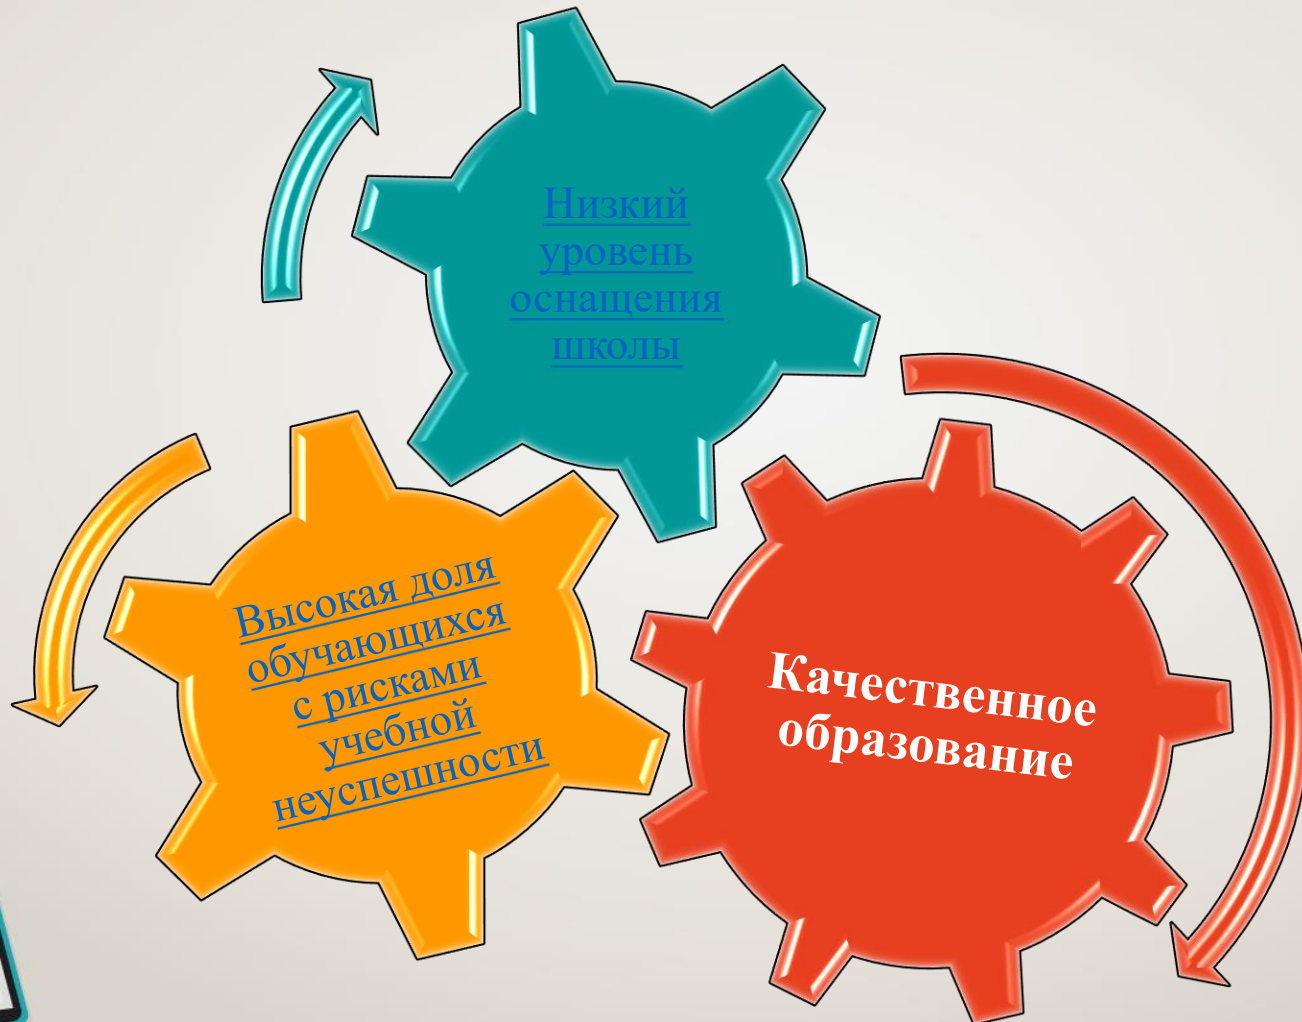 Низкий
уровень
оснащения
школы
Высокая доля
обучающихся
с рисками
учебной
неуспешности
Качественное
образование